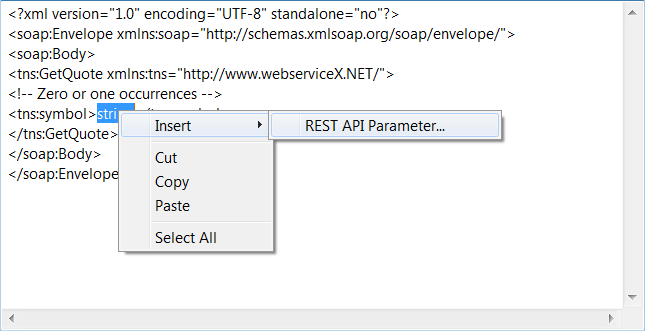 <?xml version="1.0" encoding="UTF-8" standalone="no"?>
<soap:Envelope xmlns:soap="http://schemas.xmlsoap.org/soap/envelope/">
<soap:Body>
<tns:GetQuote xmlns:tns="http://www.webserviceX.NET/">
<!-- Zero or one occurrences -->
<tns:symbol>stri
</tns:GetQuote>
</soap:Body>
</soap:Envelope
Insert
REST API Parameter...
Cut
Copy
Paste
Select All